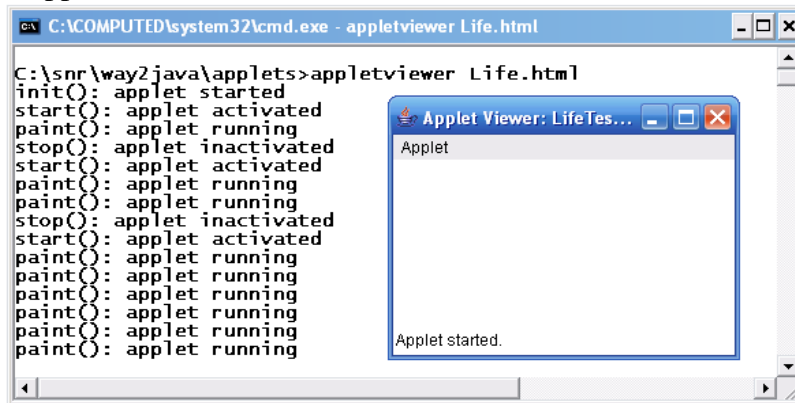 C:\COMPUTED\system32\cmd.exe - appletviewer Life.html
C:\snr\way2java\applets>appletviewer Life.html
init(): applet started
start(): applet activated
paint(): applet running
stop(): applet inactivated
start(): applet activated
paint(): applet running
paint(): applet running
stop(): applet inactivated
start(): applet activated
paint(): applet running
paint(): applet running
paint(): applet running
paint(): applet running
paint(): applet running
paint(): applet running
Applet Viewer: LifeTes...
Applet
Applet started.